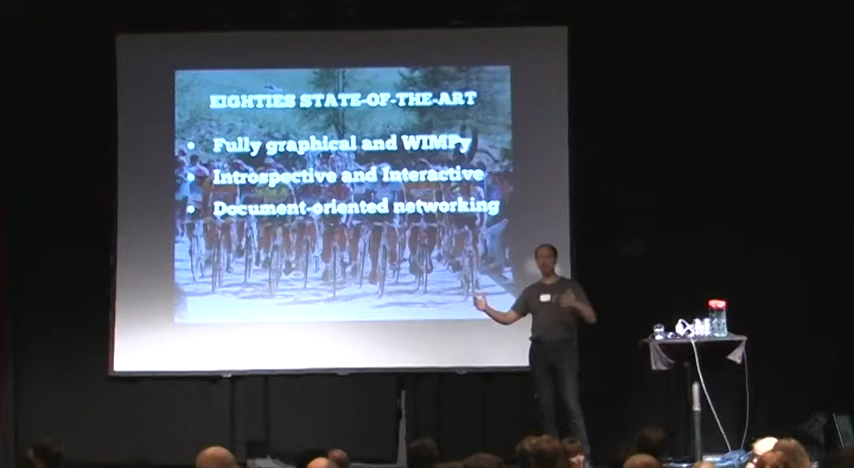 EIGHTIES STATE-OF-THE-ART
• Fully graphical and WIMPy
• Introspective and Interactive
• Document-oriented networking